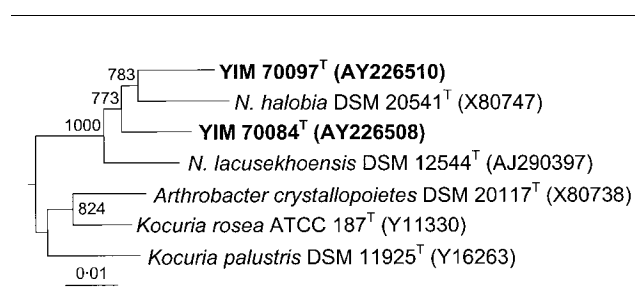 783
YIM 70097ᵀ (AY226510)
773
N. halobia DSM 20541ᵀ (X80747)
1000
YIM 70084ᵀ (AY226508)
N. lacusekhoensis DSM 12544ᵀ (AJ290397)
Arthrobacter crystallopoietes DSM 20117ᵀ (X80738)
824
Kocuria rosea ATCC 187ᵀ (Y11330)
Kocuria palustris DSM 11925ᵀ (Y16263)
0·01